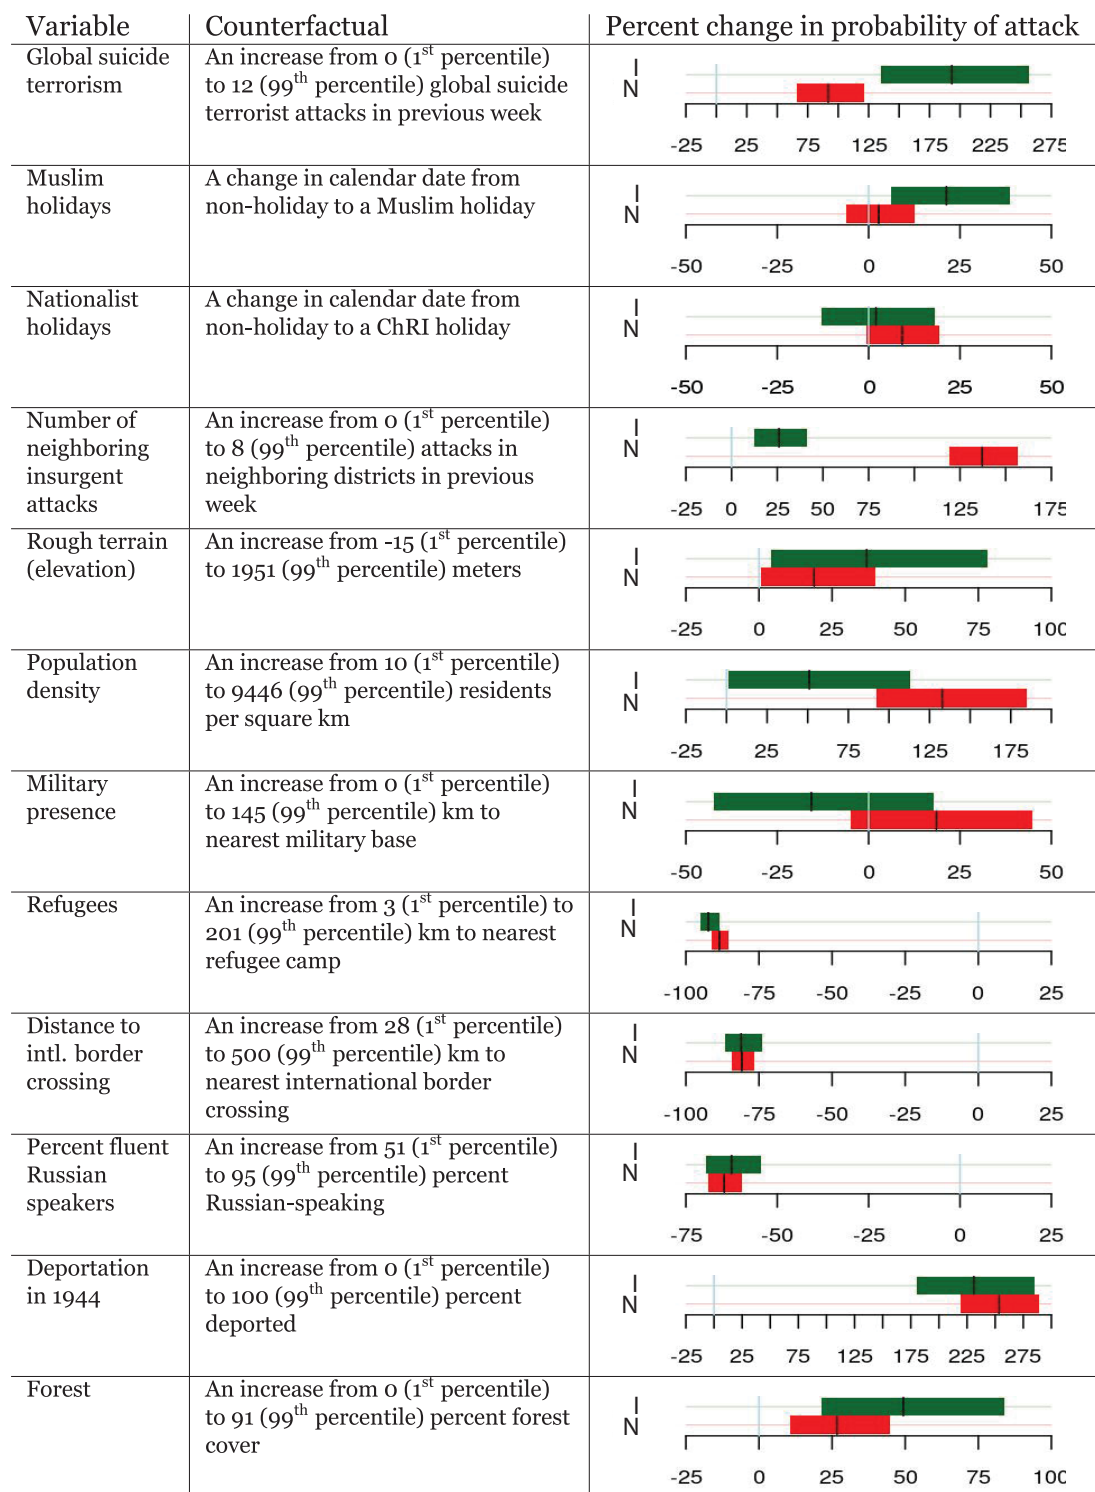 Variable Counterfactual Percent change in probability of attack
Global suicide
terrorism
An increase from 0 (1st percentile)
to 12 (99th percentile) global suicide
terrorist attacks in previous week
I
N
-25 25 75 125 175 225 275
Muslim
holidays
A change in calendar date from
non-holiday to a Muslim holiday
I
N
-50 -25 0 25 50
Nationalist
holidays
A change in calendar date from
non-holiday to a ChRI holiday
I
N
-50 -25 0 25 50
Number of
neighboring
insurgent
attacks
An increase from 0 (1st percentile)
to 8 (99th percentile) attacks in
neighboring districts in previous
week
I
N
-25 0 25 50 75 125 175
Rough terrain
(elevation)
An increase from -15 (1st percentile)
to 1951 (99th percentile) meters
I
N
-25 0 25 50 75 100
Population
density
An increase from 10 (1st percentile)
to 9446 (99th percentile) residents
per square km
I
N
-25 25 75 125 175
Military
presence
An increase from 0 (1st percentile)
to 145 (99th percentile) km to
nearest military base
I
N
-50 -25 0 25 50
Refugees
An increase from 3 (1st percentile) to
201 (99th percentile) km to nearest
refugee camp
I
N
-100 -75 -50 -25 0 25
Distance to
intl. border
crossing
An increase from 28 (1st percentile)
to 500 (99th percentile) km to
nearest international border
crossing
I
N
-100 -75 -50 -25 0 25
Percent fluent
Russian
speakers
An increase from 51 (1st percentile)
to 95 (99th percentile) percent
Russian-speaking
I
N
-75 -50 -25 0 25
Deportation
in 1944
An increase from 0 (1st percentile)
to 100 (99th percentile) percent
deported
I
N
-25 25 75 125 175 225 275
Forest
An increase from 0 (1st percentile)
to 91 (99th percentile) percent forest
cover
I
N
-25 0 25 50 75 100